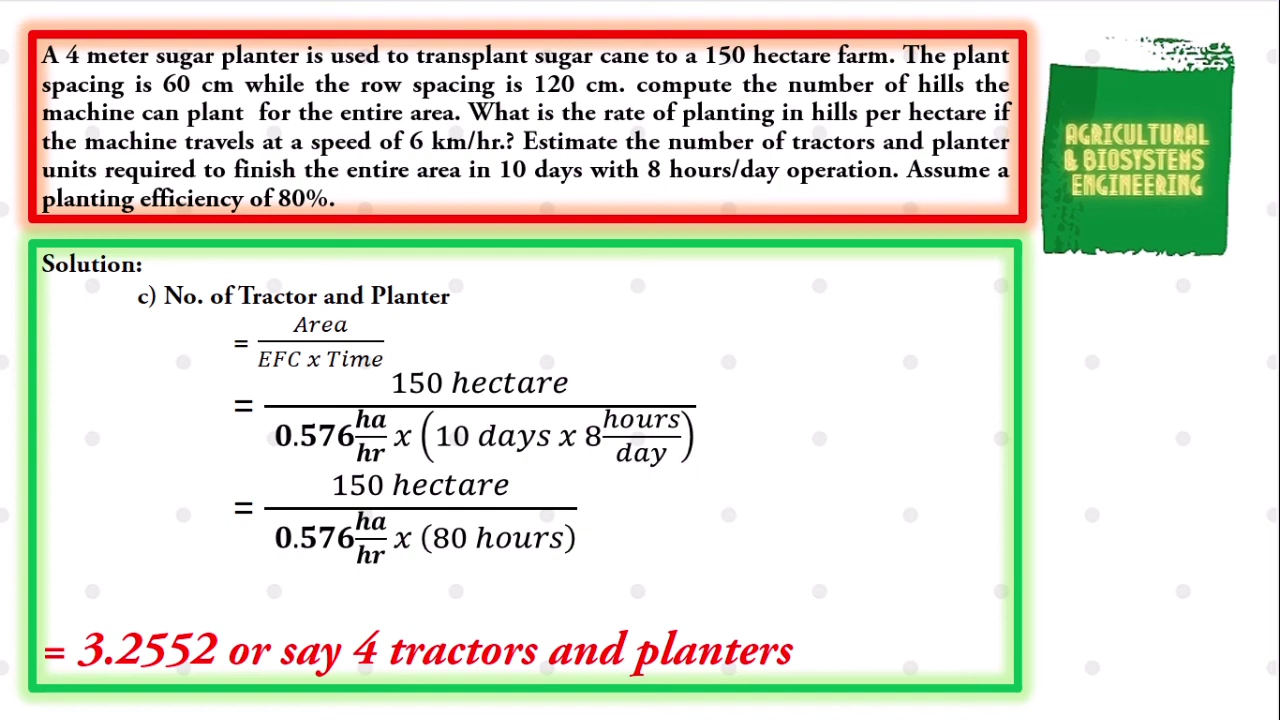 A 4 meter sugar planter is used to transplant sugar cane to a 150 hectare farm. The plant
spacing is 60 cm while the row spacing is 120 cm. compute the number of hills the
machine can plant for the entire area. What is the rate of planting in hills per hectare if
the machine travels at a speed of 6 km/hr.? Estimate the number of tractors and planter
units required to finish the entire area in 10 days with 8 hours/day operation. Assume a
planting efficiency of 80%.
AGRICULTURAL
& BIOSYSTEMS
ENGINEERING
Solution:
c) No. of Tractor and Planter
= Area / EFC x Time
= 150 hectare / 0.576 ha/hr x (10 days x 8 hours/day)
= 150 hectare / 0.576 ha/hr x (80 hours)
= 3.2552 or say 4 tractors and planters